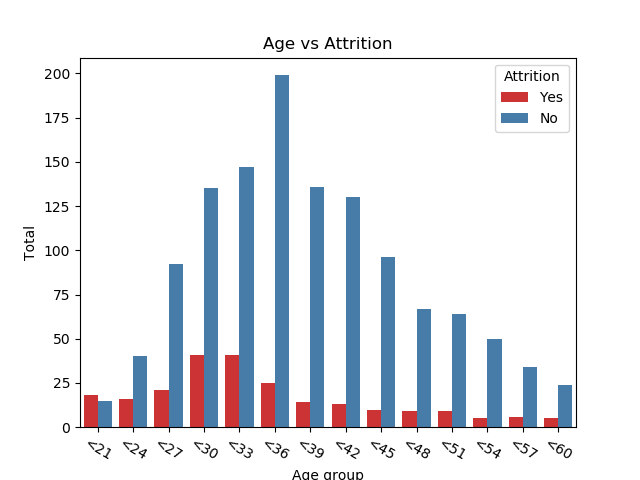 Age vs Attrition
Attrition
Yes
No
Total
200
175
150
125
100
75
50
25
0
<21 <24 <27 <30 <33 <36 <39 <42 <45 <48 <51 <54 <57 <60
Age group